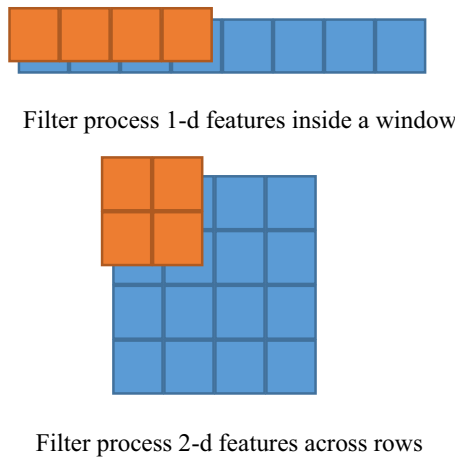 Filter process 1-d features inside a window
Filter process 2-d features across rows